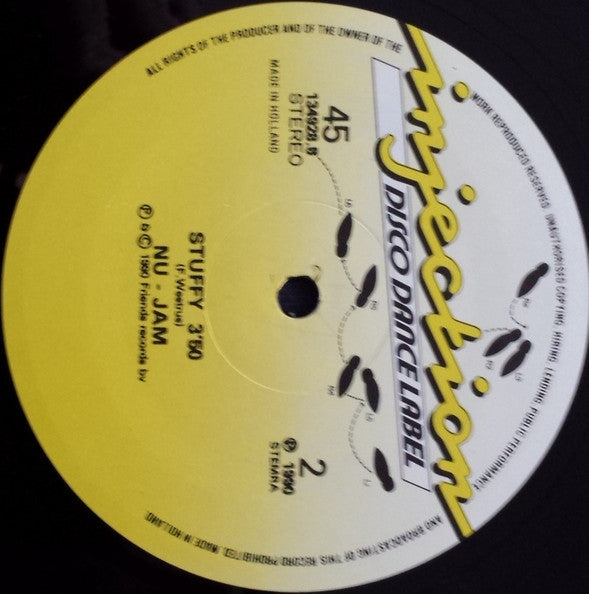 injection
DISCO DANCE LABEL
45
134928 B
STEREO
MADE IN HOLLAND
2
℗ 1990
STEMRA
STUFFY 3'50
(F. Westrus)
NU - JAM
℗ & © 1990 Friends records bv
ALL RIGHTS OF THE PRODUCER AND OF THE OWNER OF THE WORK REPRODUCED RESERVED. UNAUTHORISED COPYING, HIRING, LENDING, PUBLIC PERFORMANCE AND BROADCASTING OF THIS RECORD PROHIBITED. MADE IN HOLLAND.